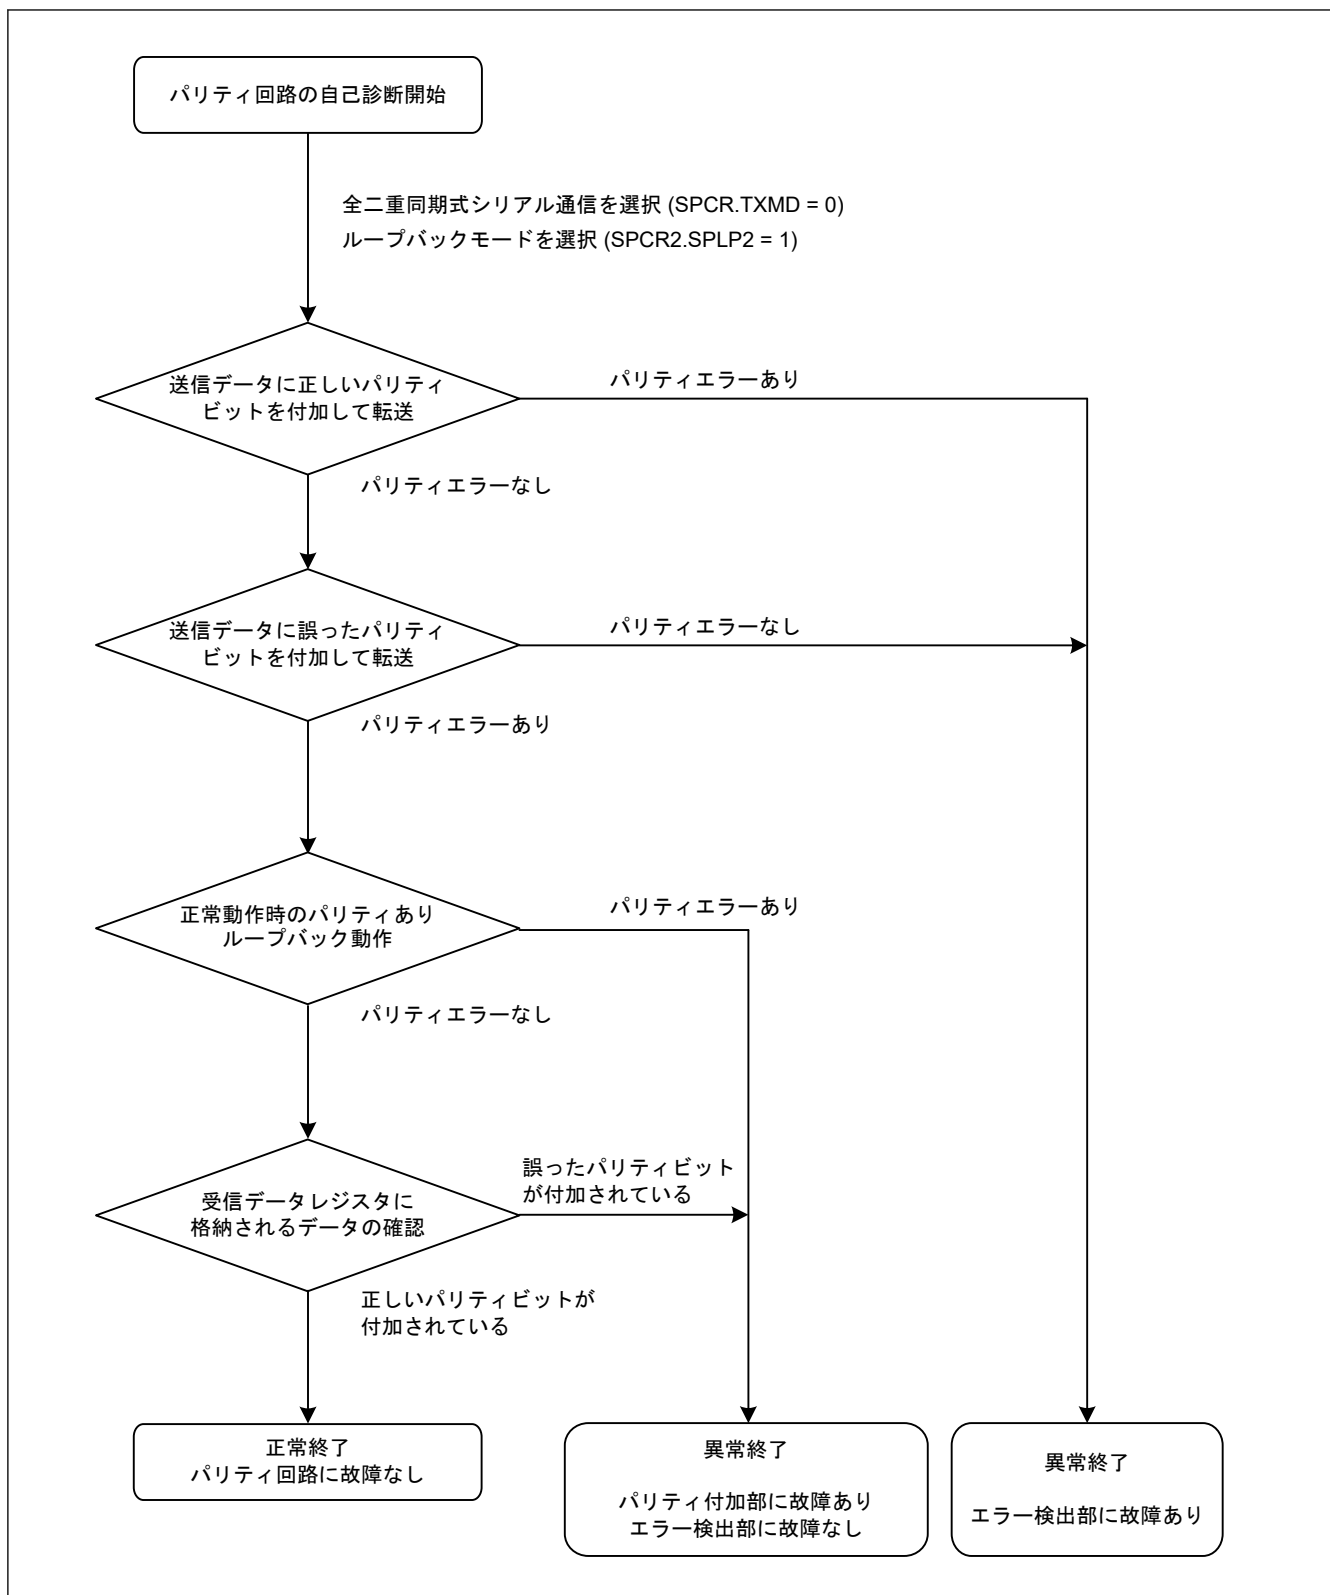 パリティ回路の自己診断開始
全二重同期式シリアル通信を選択 (SPCR.TXMD = 0)
ループバックモードを選択 (SPCR2.SPLP2 = 1)
送信データに正しいパリティ
ビットを付加して転送
パリティエラーあり
パリティエラーなし
送信データに誤ったパリティ
ビットを付加して転送
パリティエラーなし
パリティエラーあり
正常動作時のパリティあり
ループバック動作
パリティエラーあり
パリティエラーなし
受信データレジスタに
格納されるデータの確認
誤ったパリティビット
が付加されている
正しいパリティビットが
付加されている
正常終了
パリティ回路に故障なし
異常終了
パリティ付加部に故障あり
エラー検出部に故障なし
異常終了
エラー検出部に故障あり